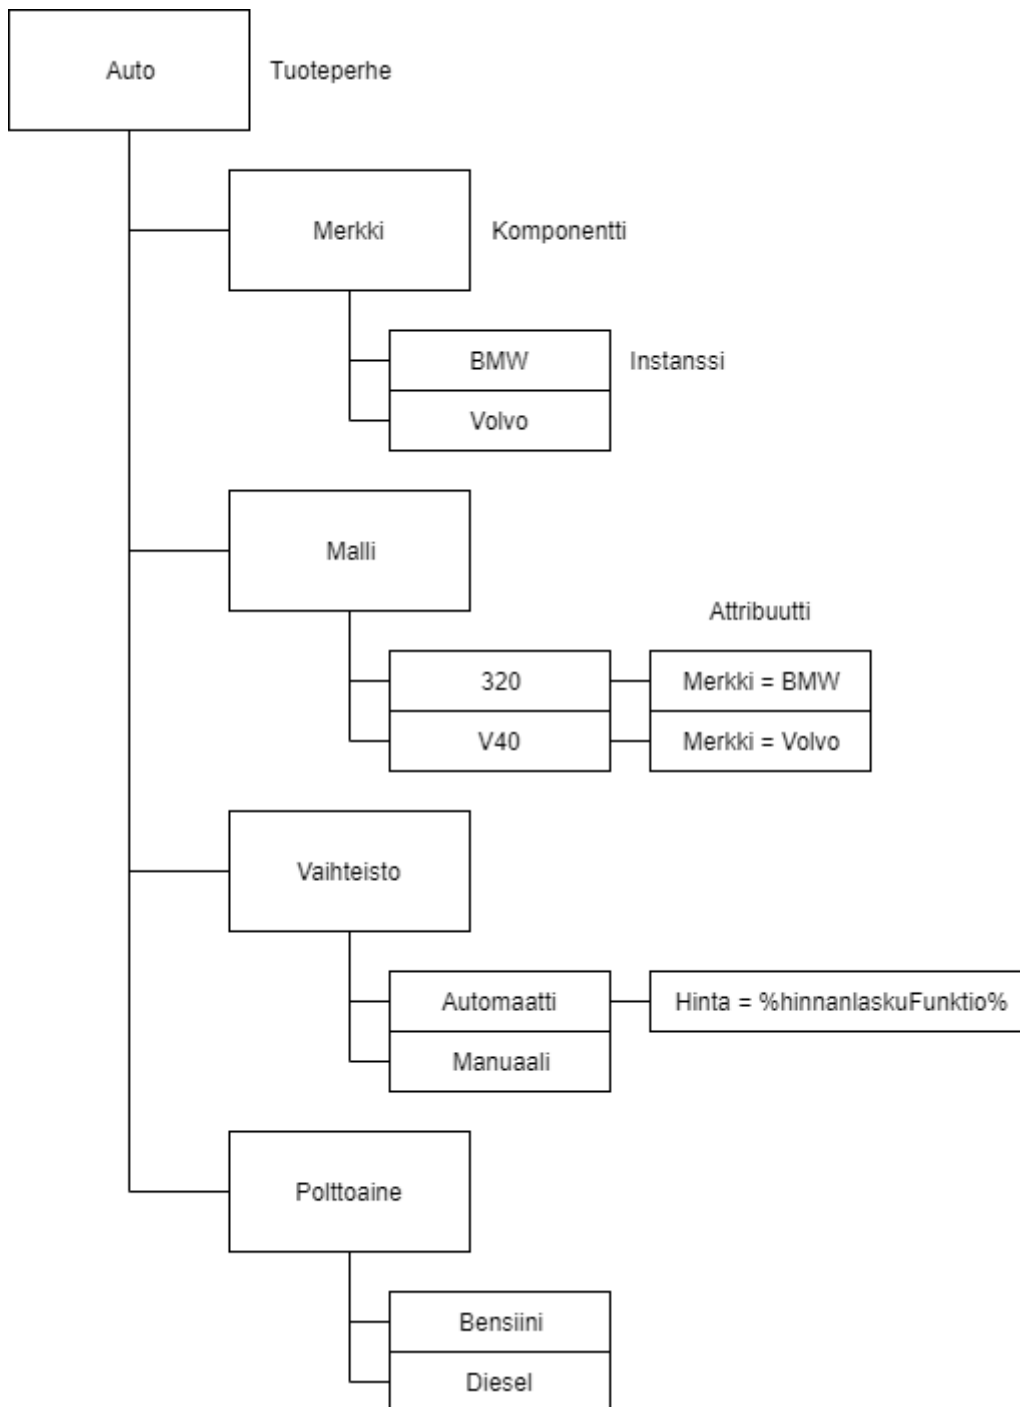 Auto
Tuoteperhe
Merkki
Komponentti
BMW
Instanssi
Volvo
Malli
Attribuutti
320
Merkki = BMW
V40
Merkki = Volvo
Vaihteisto
Automaatti
Hinta = %hinnanlaskuFunktio%
Manuaali
Polttoaine
Bensiini
Diesel